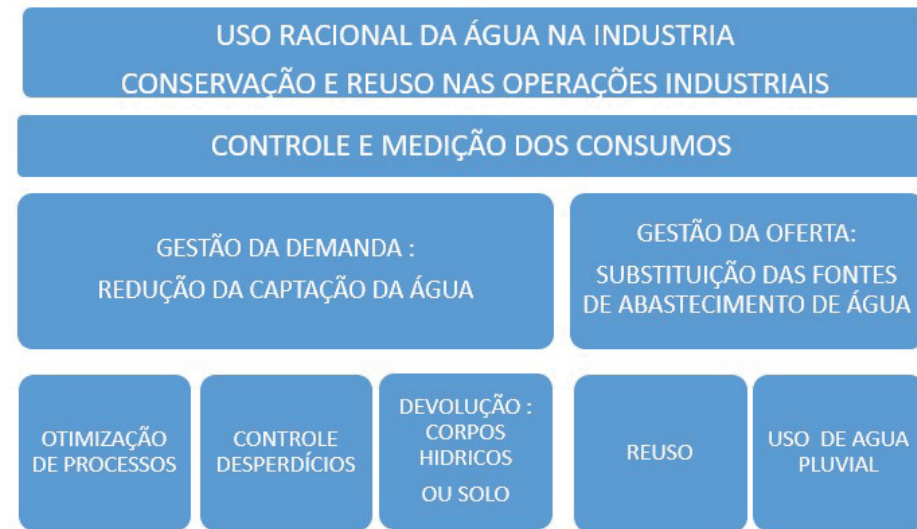 USO RACIONAL DA ÁGUA NA INDUSTRIA
CONSERVAÇÃO E REUSO NAS OPERAÇÕES INDUSTRIAIS
CONTROLE E MEDIÇÃO DOS CONSUMOS
GESTÃO DA DEMANDA :
REDUÇÃO DA CAPTAÇÃO DA ÁGUA
GESTÃO DA OFERTA:
SUBSTITUIÇÃO DAS FONTES
DE ABASTECIMENTO DE ÁGUA
OTIMIZAÇÃO
DE PROCESSOS
CONTROLE
DESPERDÍCIOS
DEVOLUÇÃO :
CORPOS
HIDRICOS
OU SOLO
REUSO
USO DE AGUA
PLUVIAL